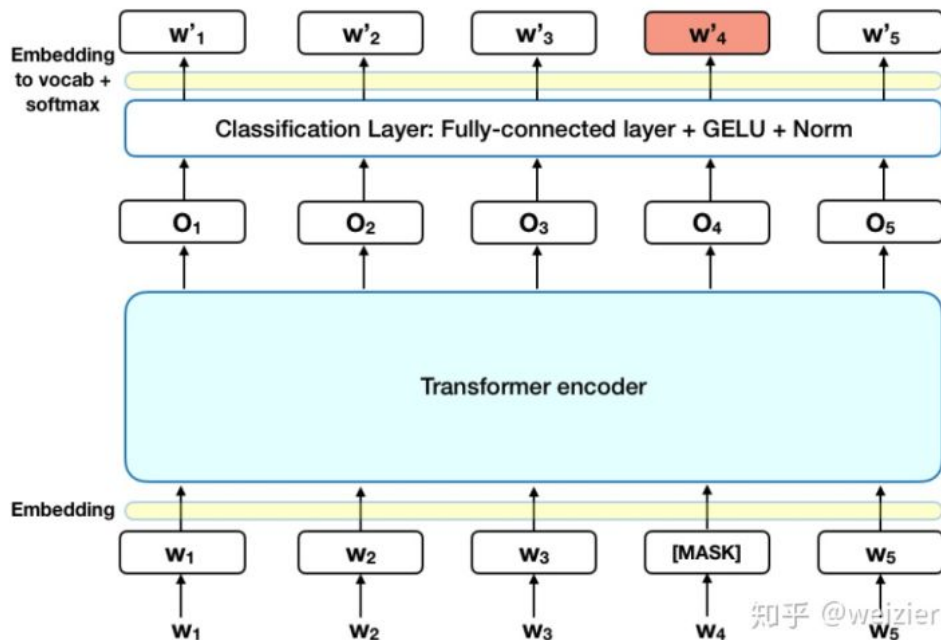 w'1 w'2 w'3 w'4 w'5
Embedding
to vocab +
softmax
Classification Layer: Fully-connected layer + GELU + Norm
O1 O2 O3 O4 O5
Transformer encoder
Embedding
w1 w2 w3 [MASK] w5
w1 w2 w3 w4 w5
知乎 @weizier